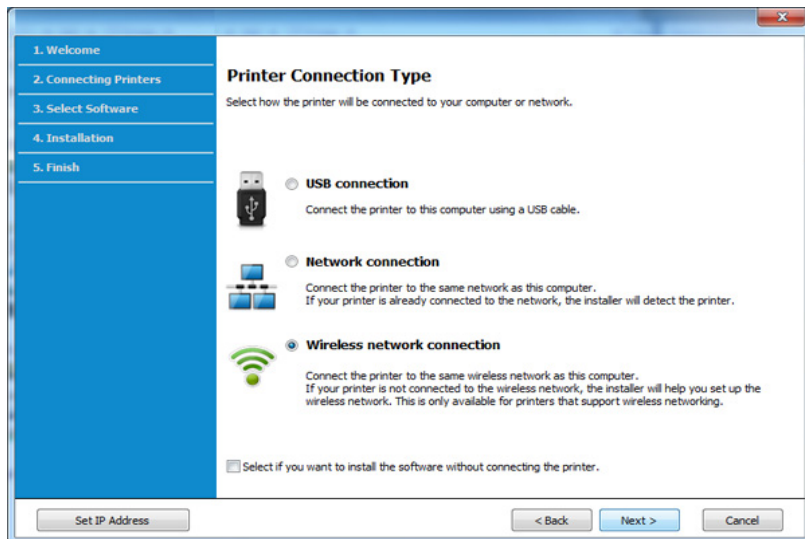 1. Welcome
2. Connecting Printers
3. Select Software
4. Installation
5. Finish
Printer Connection Type
Select how the printer will be connected to your computer or network.
USB connection
Connect the printer to this computer using a USB cable.
Network connection
Connect the printer to the same network as this computer.
If your printer is already connected to the network, the installer will detect the printer.
Wireless network connection
Connect the printer to the same wireless network as this computer.
If your printer is not connected to the wireless network, the installer will help you set up the
wireless network. This is only available for printers that support wireless networking.
Select if you want to install the software without connecting the printer.
Set IP Address
< Back
Next >
Cancel